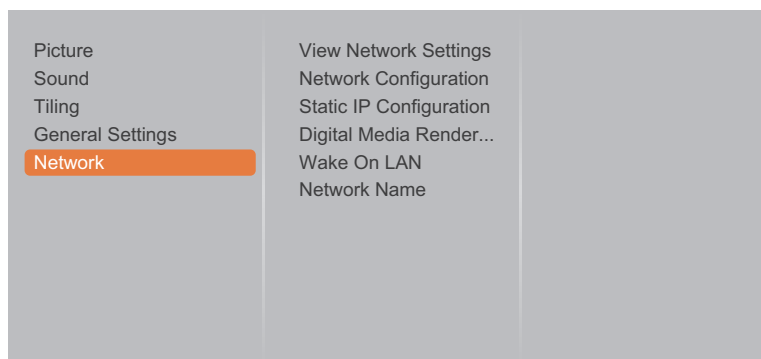 Picture
Sound
Tiling
General Settings
Network
View Network Settings
Network Configuration
Static IP Configuration
Digital Media Render...
Wake On LAN
Network Name